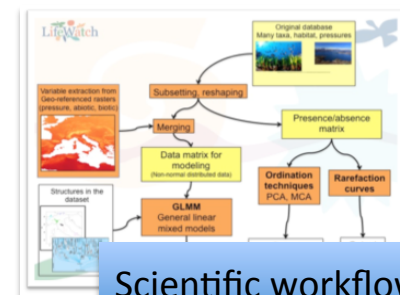 LifeWatch
Original database
Many taxa, habitat, pressures
Variable extraction from
Geo-referenced rasters
(pressure, abiotic, biotic)
Subsetting, reshaping
Merging
Presence/absence
matrix
Data matrix for
modeling
(Non-normal distributed data)
Structures in the
dataset
Ordination
techniques
PCA, MCA
Rarefaction
curves
GLMM
General linear
mixed models
Scientific workflow